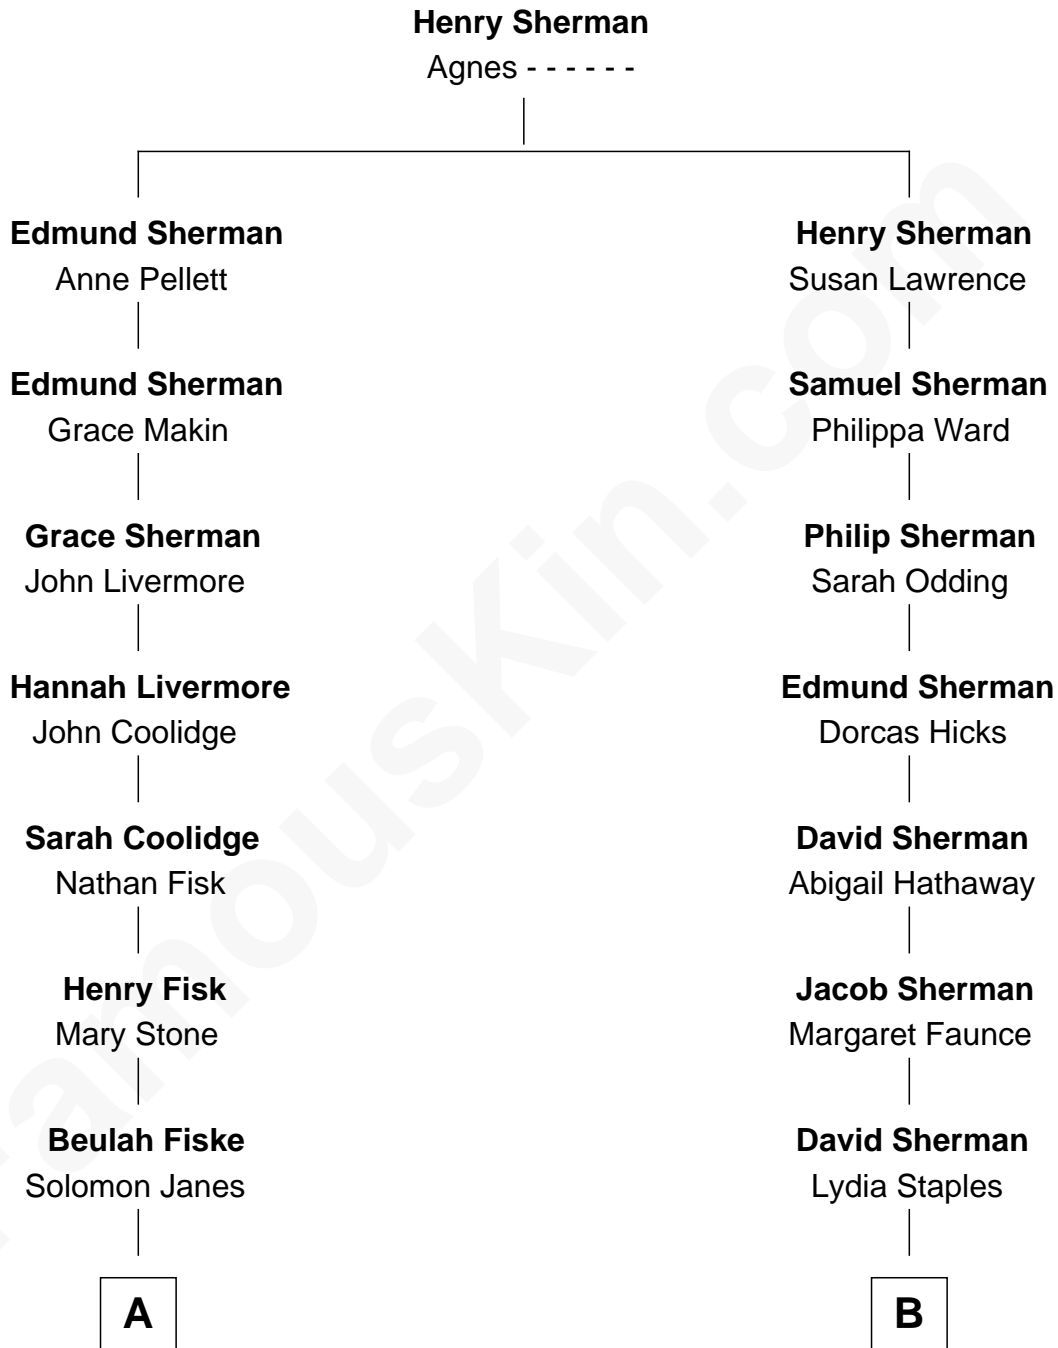 Henry Sherman
Agnes - - - - - -
Edmund Sherman
Anne Pellett
Henry Sherman
Susan Lawrence
Edmund Sherman
Grace Makin
Samuel Sherman
Philippa Ward
Grace Sherman
John Livermore
Philip Sherman
Sarah Odding
Hannah Livermore
John Coolidge
Edmund Sherman
Dorcas Hicks
Sarah Coolidge
Nathan Fisk
David Sherman
Abigail Hathaway
Henry Fisk
Mary Stone
Jacob Sherman
Margaret Faunce
Beulah Fiske
Solomon Janes
David Sherman
Lydia Staples
A
B
FamousKin.com